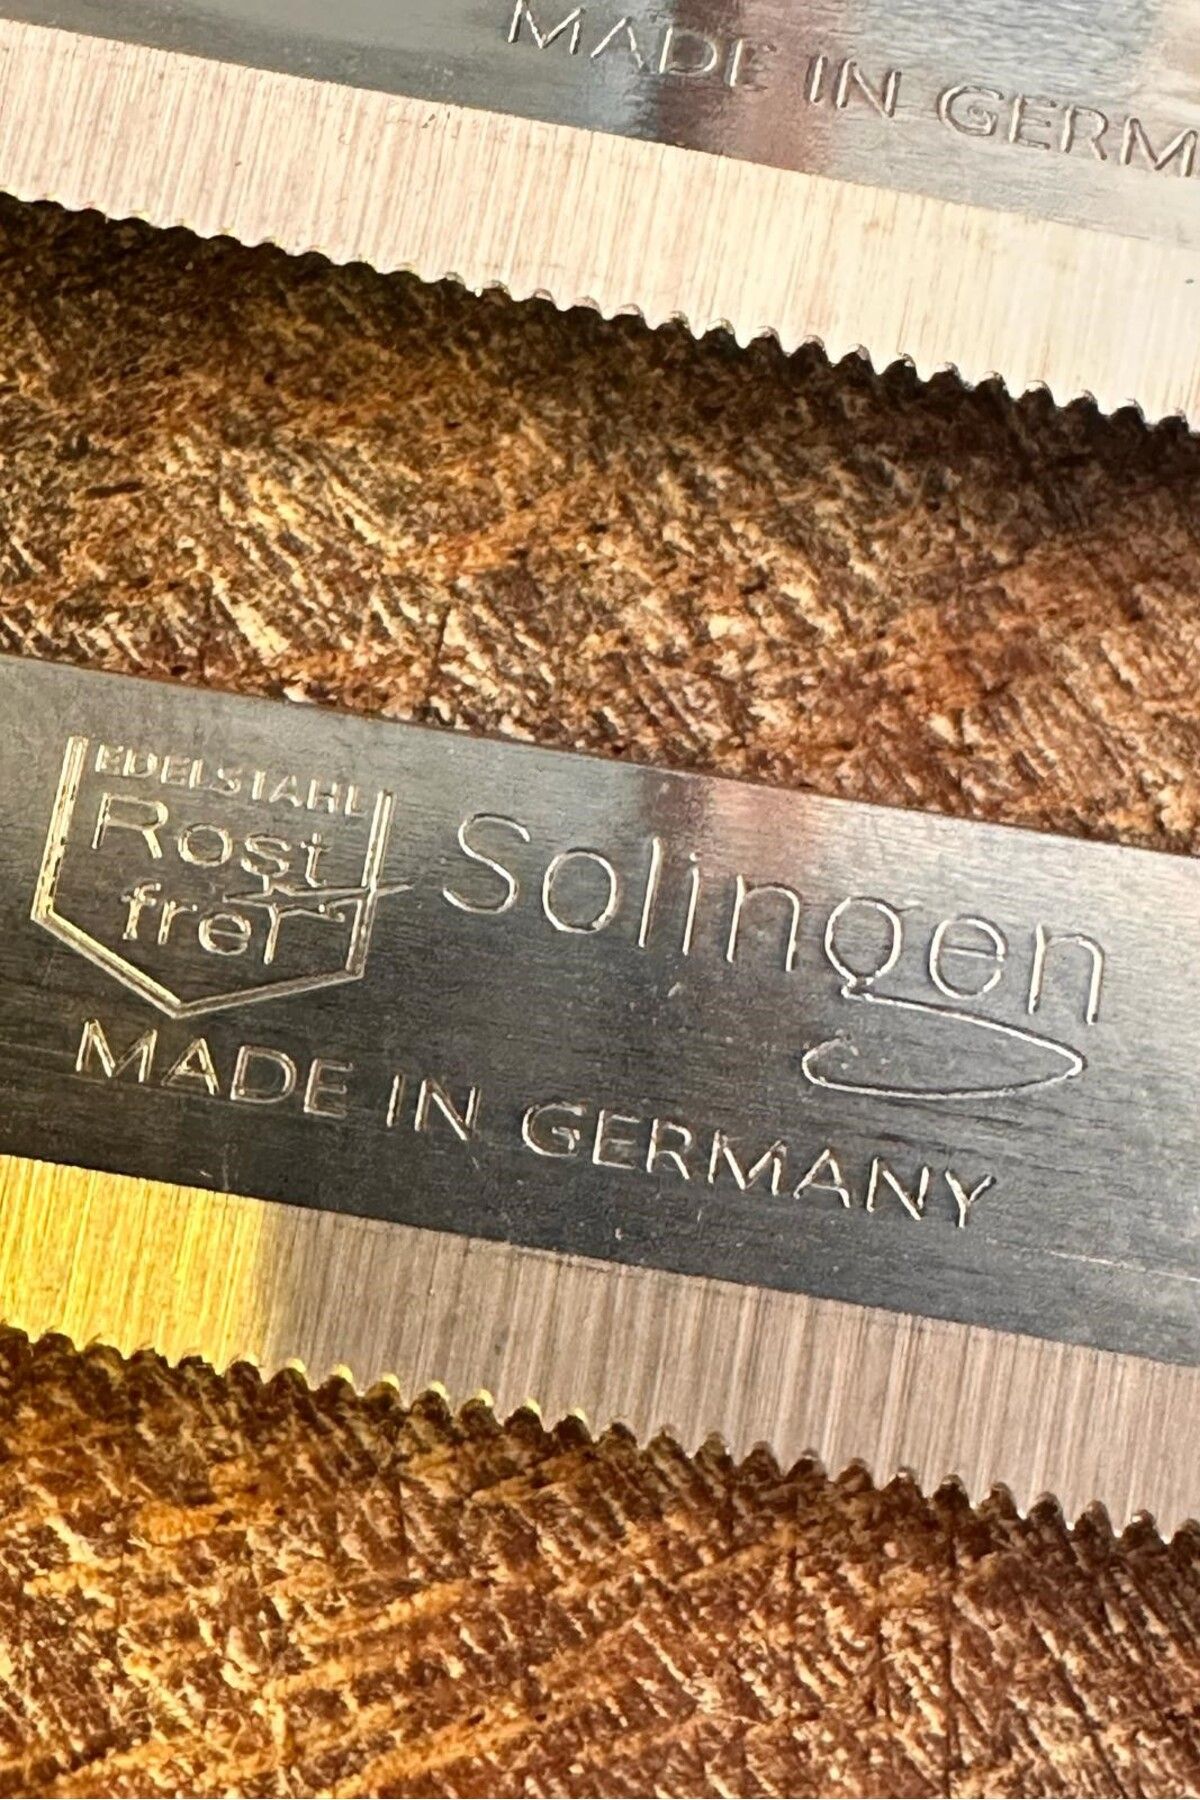 MADE IN GERM
EDELSTAHL
Rost
frei
Solingen
MADE IN GERMANY